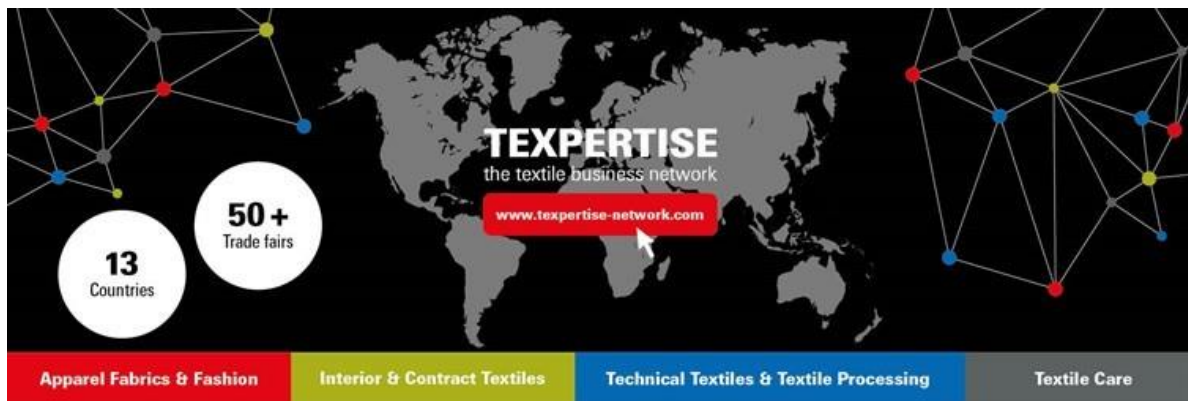 TEXPERTISE
the textile business network
www.texpertise-network.com
50 +
Trade fairs
13
Countries
Apparel Fabrics & Fashion
Interior & Contract Textiles
Technical Textiles & Textile Processing
Textile Care